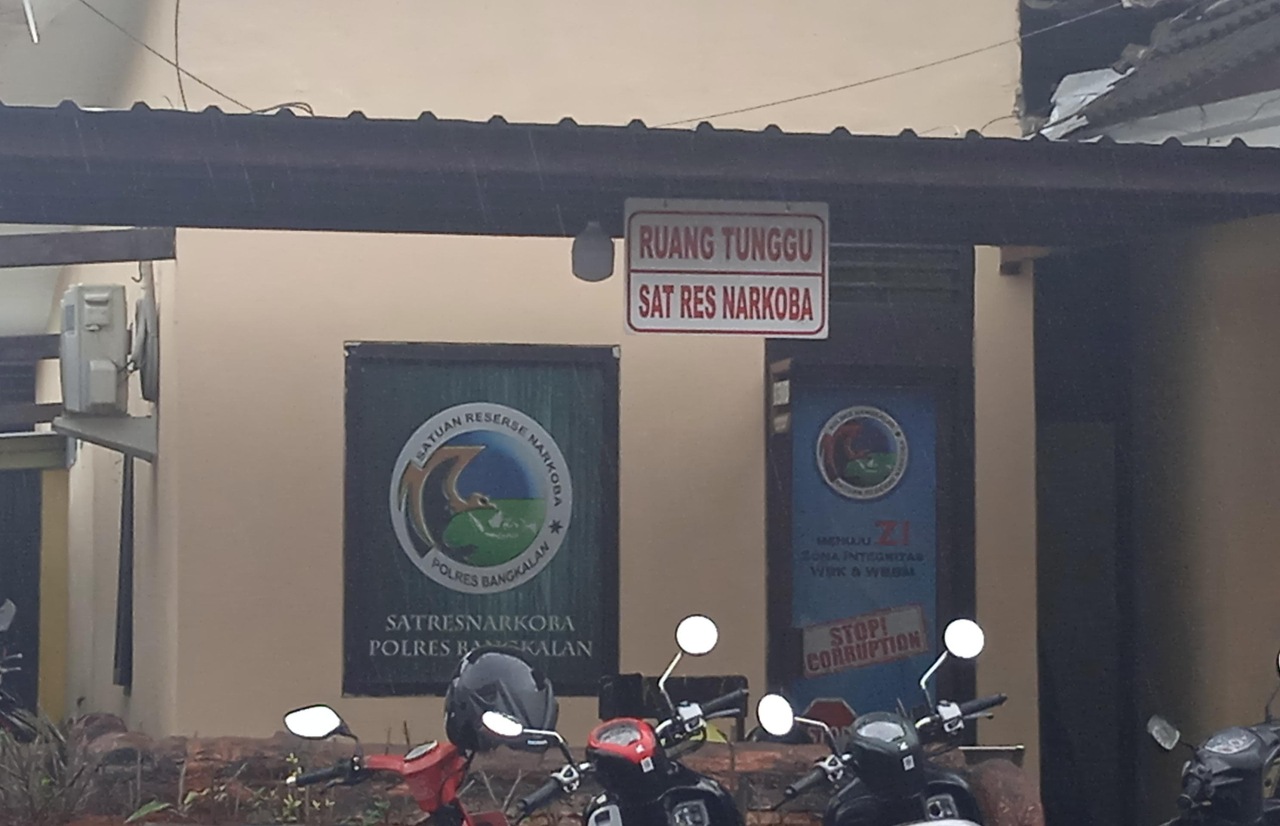 RUANG TUNGGU
SAT RES NARKOBA
SATUAN RESERSE NARKOBA
POLRES BANGKALAN
SATRESNARKOBA
POLRES BANGKALAN
MENUJU ZI
ZONA INTEGRITAS
WBK & WBBM
STOP!
CORRUPTION
STOP